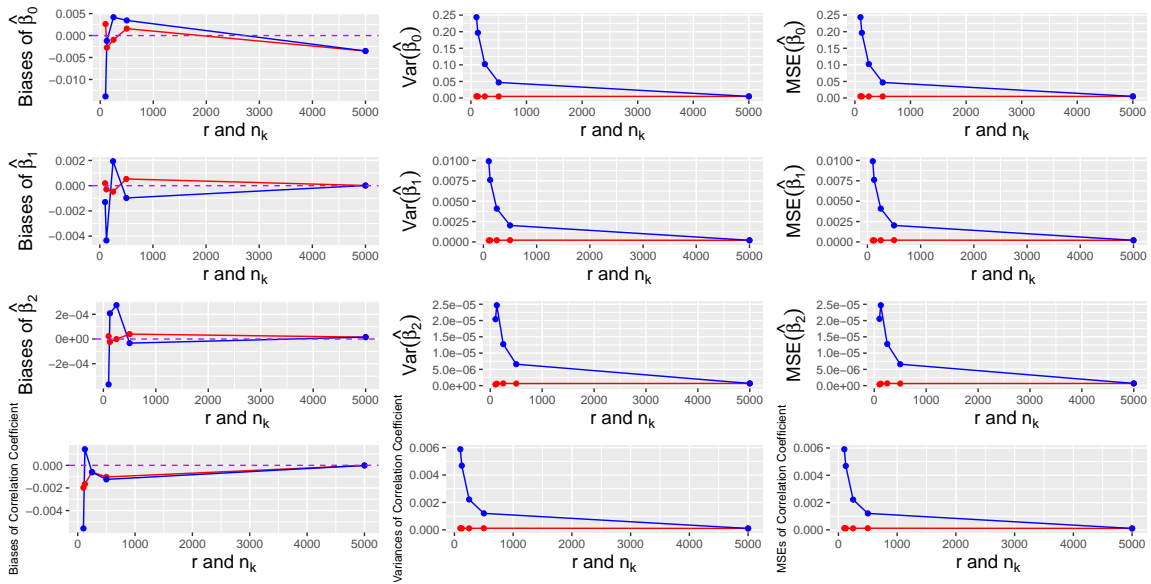 Biases of β̂₀
0.005
0.000
−0.005
−0.010
0
1000
2000
3000
4000
5000
r and nₖ
Var(β̂₀)
0.25
0.20
0.15
0.10
0.05
0.00
0
1000
2000
3000
4000
5000
r and nₖ
MSE(β̂₀)
0.25
0.20
0.15
0.10
0.05
0.00
0
1000
2000
3000
4000
5000
r and nₖ
Biases of β̂₁
0.002
0.000
−0.002
−0.004
0
1000
2000
3000
4000
5000
r and nₖ
Var(β̂₁)
0.0100
0.0075
0.0050
0.0025
0.0000
0
1000
2000
3000
4000
5000
r and nₖ
MSE(β̂₁)
0.0100
0.0075
0.0050
0.0025
0.0000
0
1000
2000
3000
4000
5000
r and nₖ
Biases of β̂₂
2e−04
0e+00
−2e−04
0
1000
2000
3000
4000
5000
r and nₖ
Var(β̂₂)
2.5e−05
2.0e−05
1.5e−05
1.0e−05
5.0e−06
0.0e+00
0
1000
2000
3000
4000
5000
r and nₖ
MSE(β̂₂)
2.5e−05
2.0e−05
1.5e−05
1.0e−05
5.0e−06
0.0e+00
0
1000
2000
3000
4000
5000
r and nₖ
Biases of Correlation Coefficient
0.000
−0.002
−0.004
0
1000
2000
3000
4000
5000
r and nₖ
Variances of Correlation Coefficient
0.006
0.004
0.002
0.000
0
1000
2000
3000
4000
5000
r and nₖ
MSEs of Correlation Coefficient
0.006
0.004
0.002
0.000
0
1000
2000
3000
4000
5000
r and nₖ